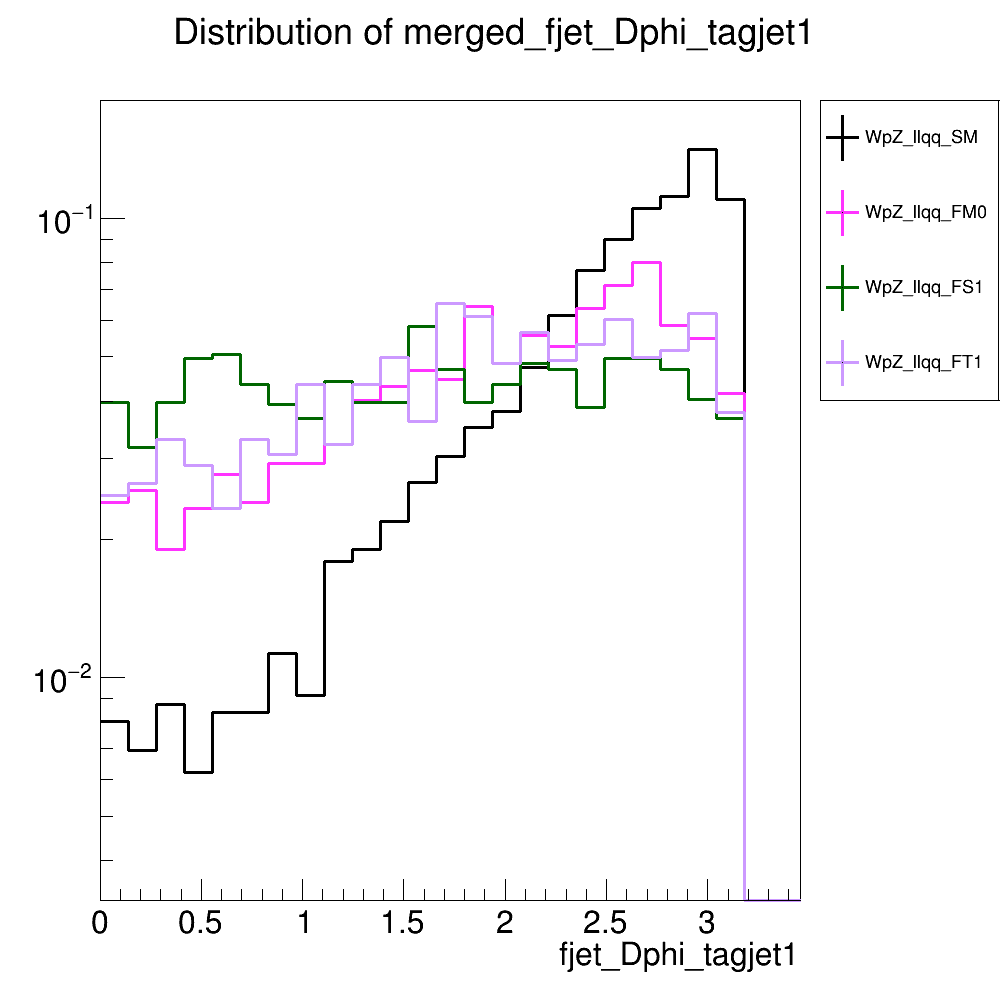 Distribution of merged_fjet_Dphi_tagjet1
WpZ_llqq_SM
WpZ_llqq_FM0
WpZ_llqq_FS1
WpZ_llqq_FT1
10−1
10−2
0 0.5 1 1.5 2 2.5 3
fjet_Dphi_tagjet1